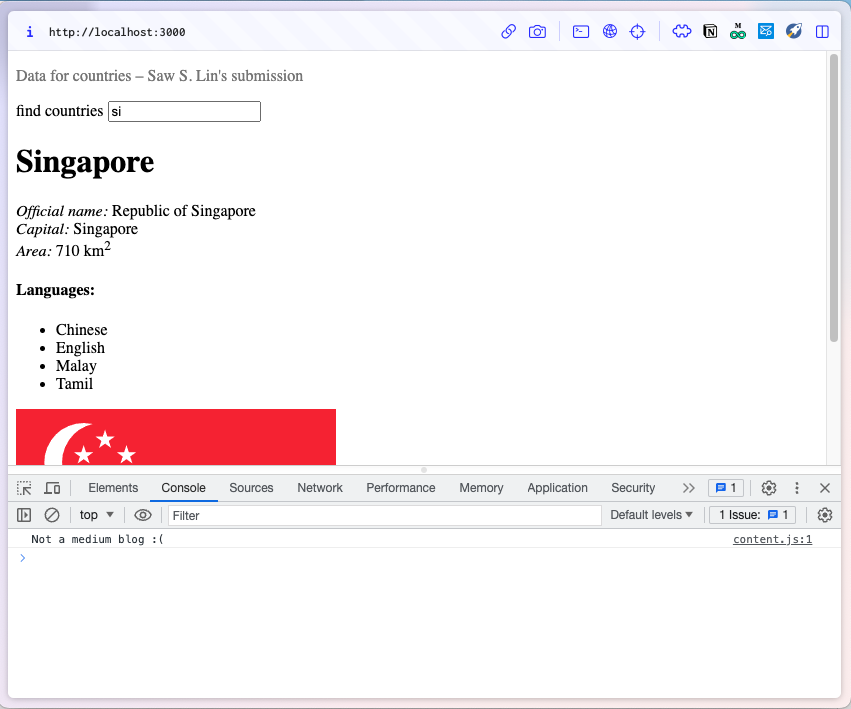 http://localhost:3000
M
N
Data for countries – Saw S. Lin's submission
find countries si
Singapore
Official name: Republic of Singapore
Capital: Singapore
Area: 710 km2
Languages:
• Chinese
• English
• Malay
• Tamil
Elements Console Sources Network Performance Memory Application Security 1
top Filter Default levels 1 Issue: 1
Not a medium blog :( content.js:1